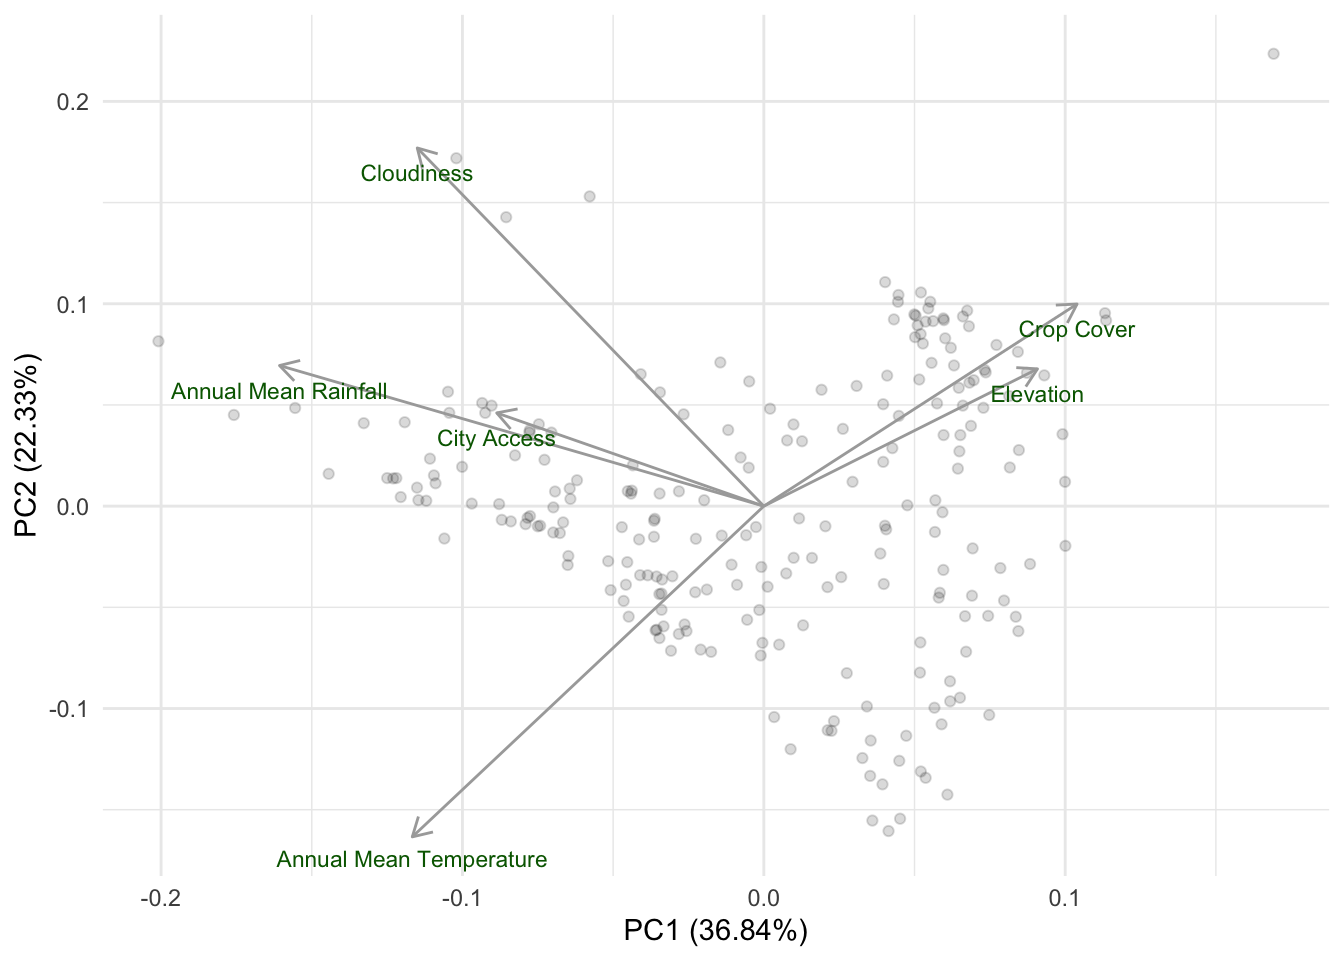 0.2
0.1
0.0
-0.1
PC2 (22.33%)
Cloudiness
Crop Cover
Annual Mean Rainfall
Elevation
City Access
Annual Mean Temperature
-0.2
-0.1
0.0
0.1
PC1 (36.84%)